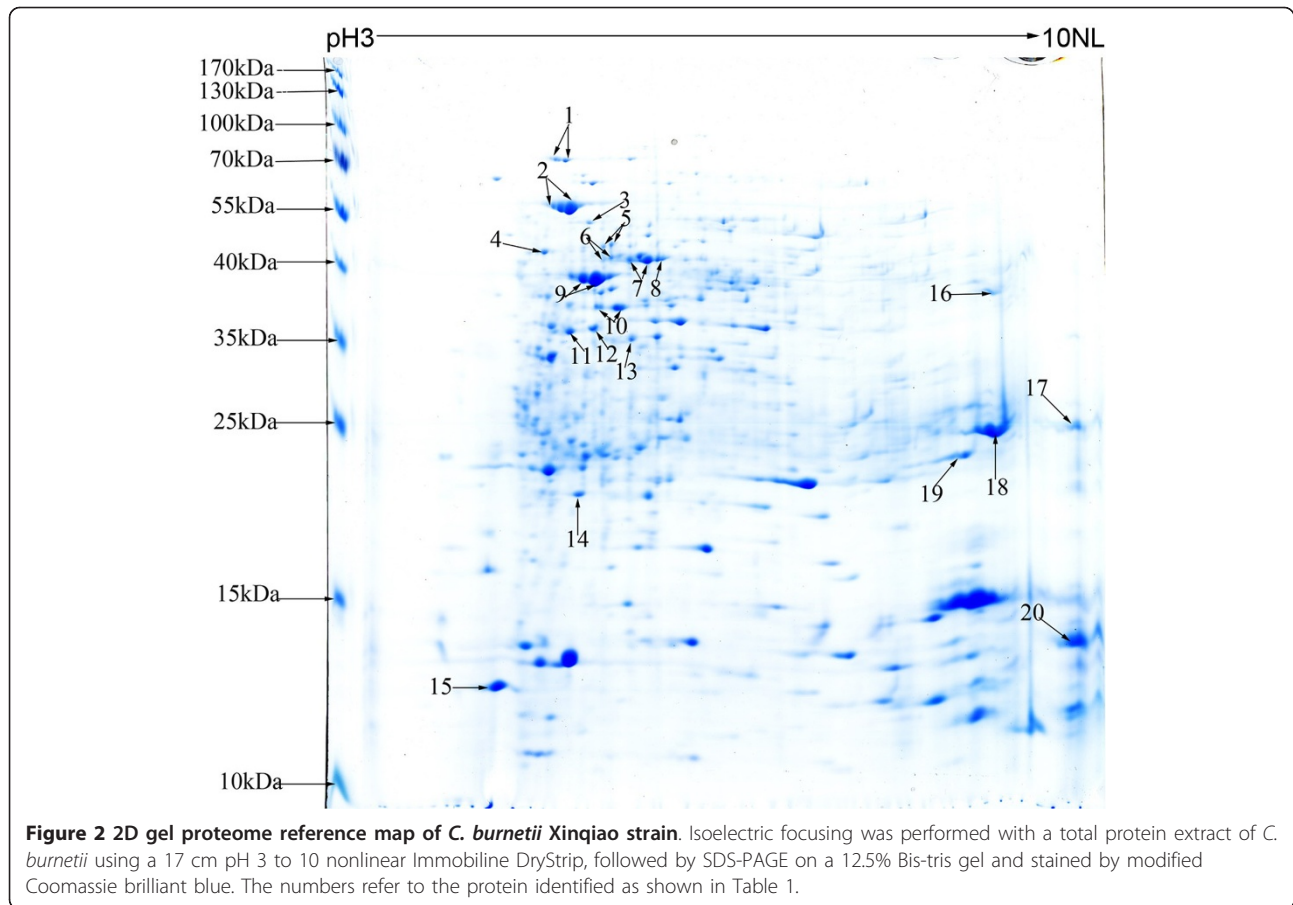 pH3 10NL
170kDa
130kDa
100kDa
70kDa
55kDa
40kDa
35kDa
25kDa
15kDa
10kDa
1
2
3
5
4
6
7 8
9
16
10
11 12
13
17
19 18
14
20
15
Figure 2 2D gel proteome reference map of C. burnetii Xinqiao strain. Isoelectric focusing was performed with a total protein extract of C.
burnetii using a 17 cm pH 3 to 10 nonlinear Immobiline DryStrip, followed by SDS-PAGE on a 12.5% Bis-tris gel and stained by modified
Coomassie brilliant blue. The numbers refer to the protein identified as shown in Table 1.